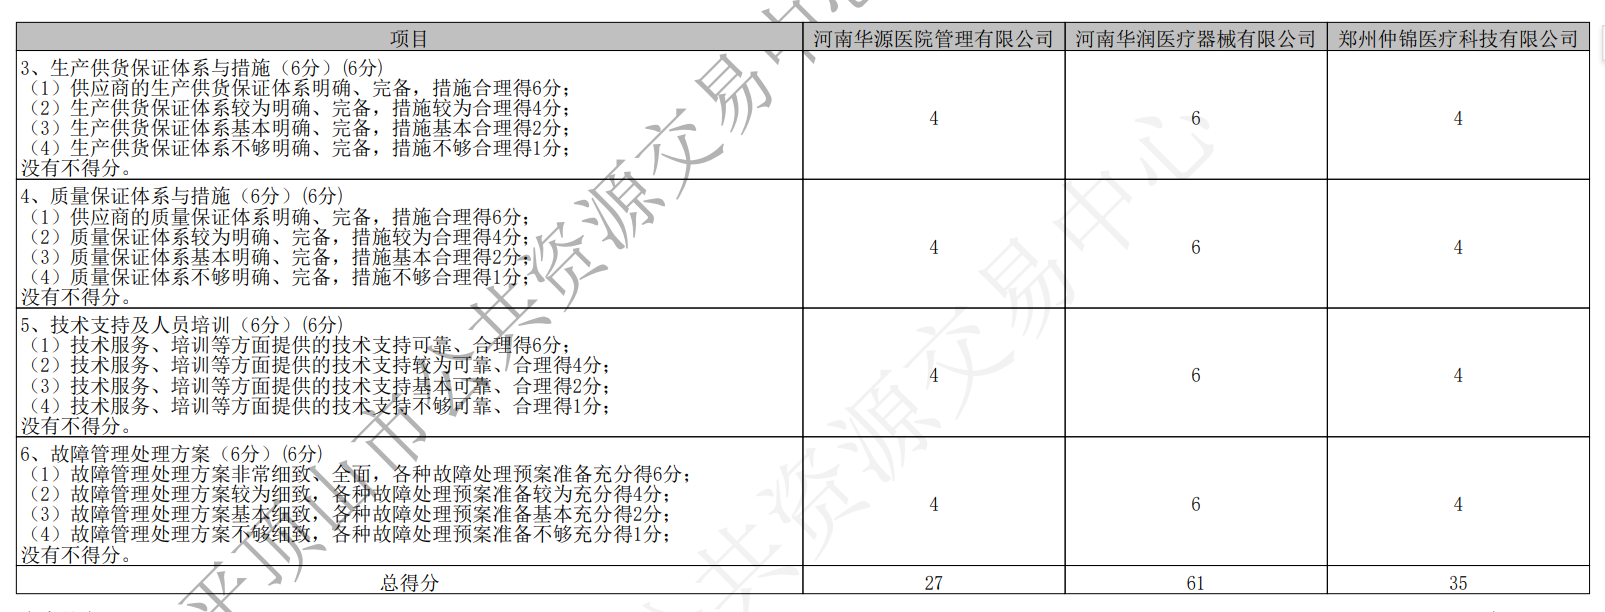 项目 河南华源医院管理有限公司 河南华润医疗器械有限公司 郑州仲锦医疗科技有限公司
3、生产供货保证体系与措施（6分）(6分)
（1）供应商的生产供货保证体系明确、完备，措施合理得6分；
（2）生产供货保证体系较为明确、完备，措施较为合理得4分；
（3）生产供货保证体系基本明确、完备，措施基本合理得2分；
（4）生产供货保证体系不够明确、完备，措施不够合理得1分；
没有不得分。
4 6 4
4、质量保证体系与措施（6分）(6分)
（1）供应商的质量保证体系明确、完备，措施合理得6分；
（2）质量保证体系较为明确、完备，措施较为合理得4分；
（3）质量保证体系基本明确、完备，措施基本合理得2分；
（4）质量保证体系不够明确、完备，措施不够合理得1分；
没有不得分。
4 6 4
5、技术支持及人员培训（6分）(6分)
（1）技术服务、培训等方面提供的技术支持可靠、合理得6分；
（2）技术服务、培训等方面提供的技术支持较为可靠、合理得4分；
（3）技术服务、培训等方面提供的技术支持基本可靠、合理得2分；
（4）技术服务、培训等方面提供的技术支持不够可靠、合理得1分；
没有不得分。
4 6 4
6、故障管理处理方案（6分）(6分)
（1）故障管理处理方案非常细致、全面，各种故障处理预案准备充分得6分；
（2）故障管理处理方案较为细致，各种故障处理预案准备较为充分得4分；
（3）故障管理处理方案基本细致，各种故障处理预案准备基本充分得2分；
（4）故障管理处理方案不够细致，各种故障处理预案准备不够充分得1分；
没有不得分。
4 6 4
总得分 27 61 35
平顶山市公共资源交易中心
公共资源交易中心